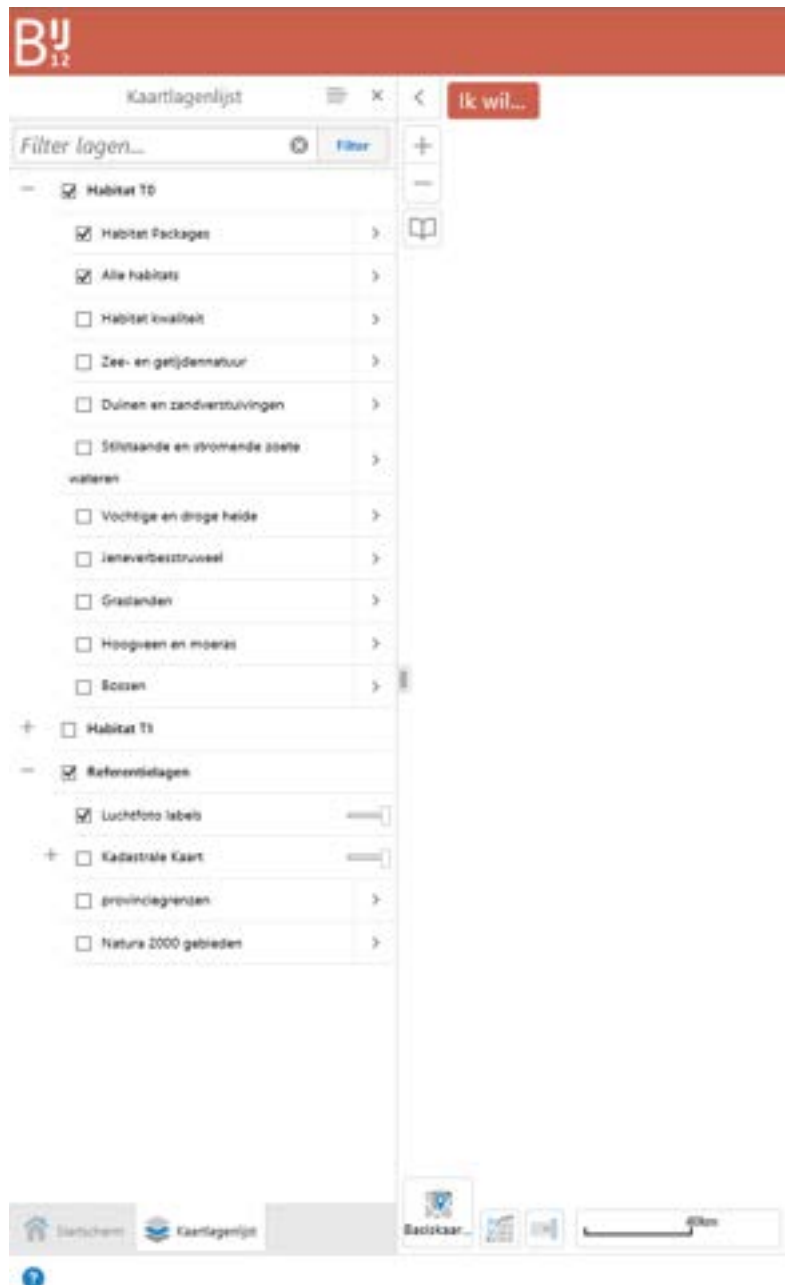 BIJ
12
Kaartlagenlijst
Ik wil...
Filter lagen...
Filter
Habitat T0
Habitat Packages
Alle habitats
Habitat kwaliteit
Zee- en getijdennatuur
Duinen en zandverstuivingen
Stilstaande en stromende zoete
wateren
Vochtige en droge heide
Jeneverbesstruweel
Graslanden
Hoogveen en moeras
Bossen
Habitat T1
Referentielagen
Luchtfoto labels
Kadastrale Kaart
provinciegrenzen
Natura 2000 gebieden
Startscherm
Kaartlagenlijst
Basiskaar...
40km
?